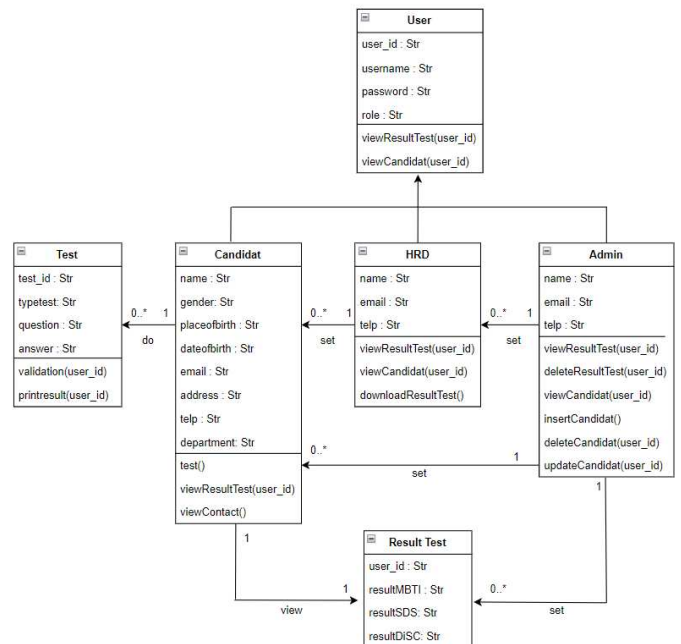 User
user_id : Str
username : Str
password : Str
role : Str
viewResultTest(user_id)
viewCandidat(user_id)
Test
test_id : Str
typetest: Str
question : Str
answer : Str
validation(user_id)
printresult(user_id)
0..* 1
do
Candidat
name : Str
gender: Str
placeofbirth : Str
dateofbirth : Str
email : Str
address : Str
telp : Str
department: Str
test()
viewResultTest(user_id)
viewContact()
0..* 1
set
HRD
name : Str
email : Str
telp : Str
viewResultTest(user_id)
viewCandidat(user_id)
downloadResultTest()
0..* 1
set
Admin
name : Str
email : Str
telp : Str
viewResultTest(user_id)
deleteResultTest(user_id)
viewCandidat(user_id)
insertCandidat()
deleteCandidat(user_id)
updateCandidat(user_id)
0..* 1
set
1
1
view
Result Test
user_id : Str
resultMBTI : Str
resultSDS: Str
resultDiSC: Str
1
0..*
set